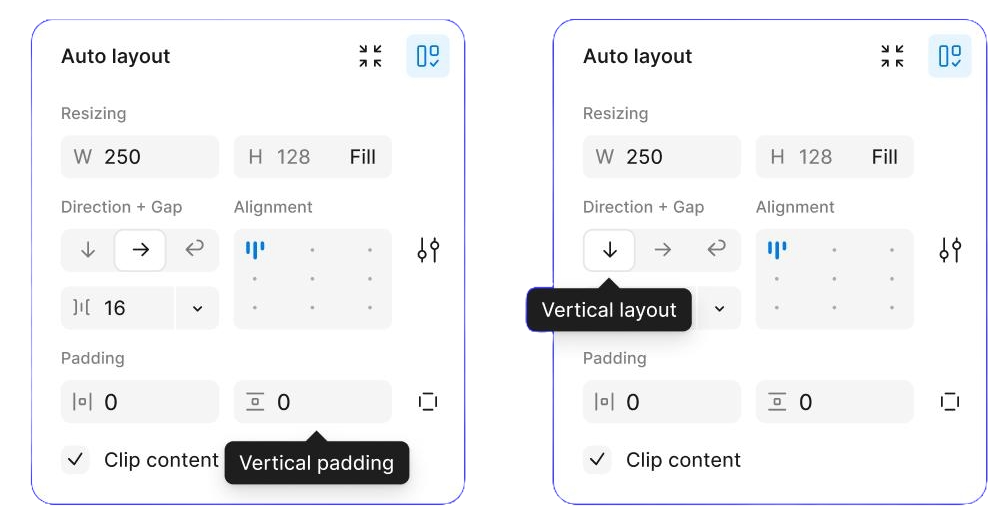 Auto layout
Resizing
W 250
H 128 Fill
Direction + Gap
Alignment
16
Padding
0
0
Clip content
Vertical padding
Auto layout
Resizing
W 250
H 128 Fill
Direction + Gap
Alignment
Vertical layout
Padding
0
0
Clip content